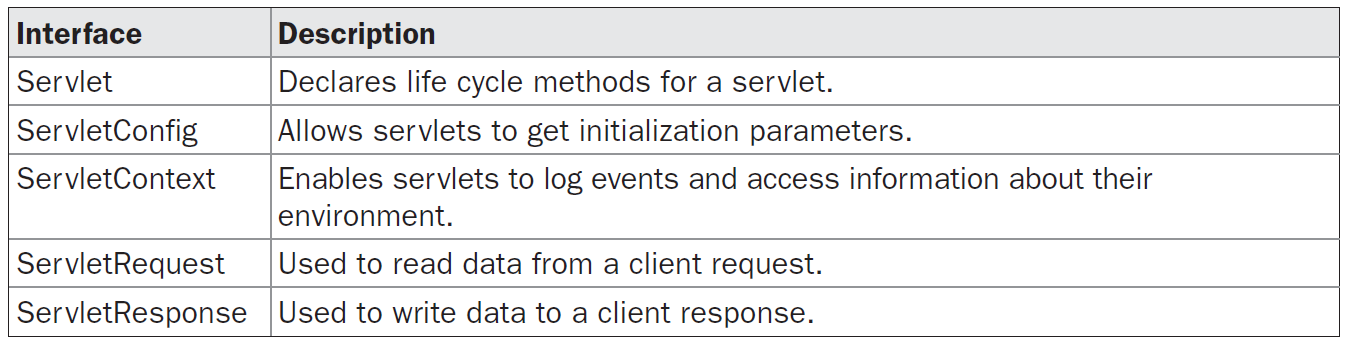 Interface Description
Servlet Declares life cycle methods for a servlet.
ServletConfig Allows servlets to get initialization parameters.
ServletContext Enables servlets to log events and access information about their
environment.
ServletRequest Used to read data from a client request.
ServletResponse Used to write data to a client response.